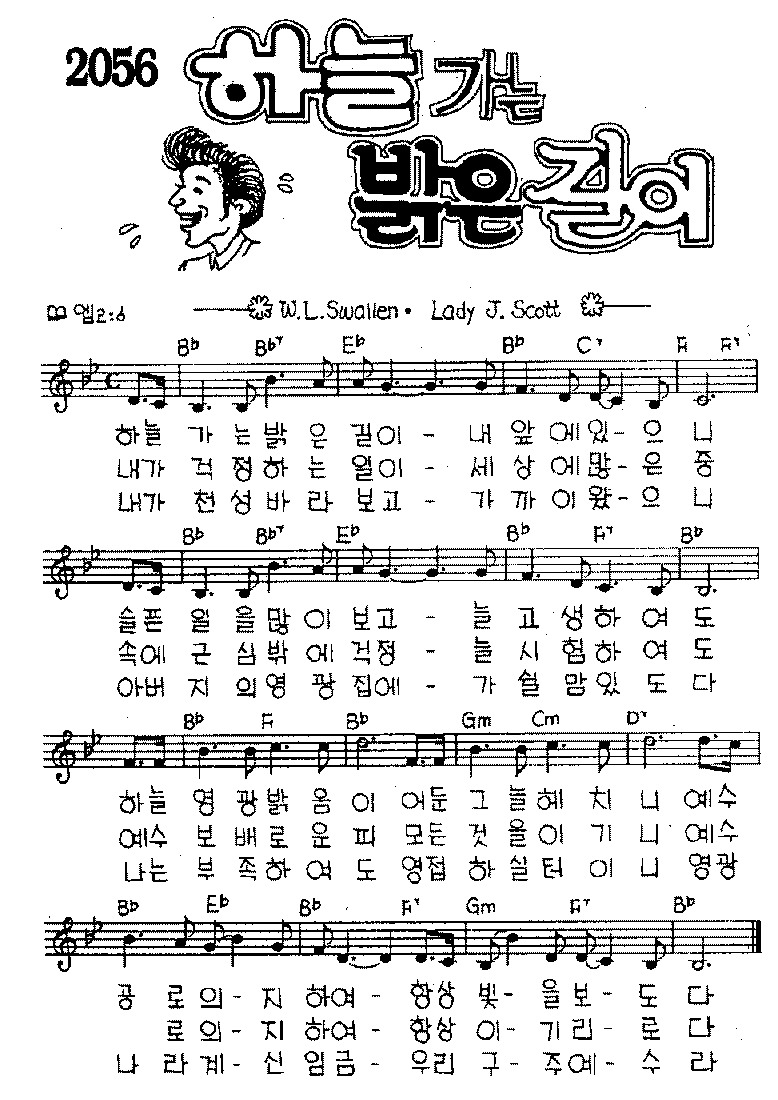 2056 하늘 가는
밝은 길이
엡2:6 W.L.Swallen · Lady J. Scott
Bb Bb7 Eb Bb C7 F F7
하늘 가 는 밝 은 길이 - 내 앞 에 있 - 으 니
내가 걱 정 하 는 일이 - 세 상 에 많 - 은 중
내가 천 성 바 라 보고 - 가 까 이 왔 - 으 니
Bb Bb7 Eb Bb F7 Bb
슬픈 일 을 많 이 보고 - 늘 고 생 하 여 도
속에 근 심 밖 에 걱정 - 늘 시 험 하 여 도
아버 지 의 영 광 집에 - 가 쉴 맘 있 도 다
Bb F Bb Gm Cm D7
하늘 영 광 밝 음 이 어둔 그 늘 헤 치 니 예수
예수 보 배 로 운 피 모든 것 을 이 기 니 예수
나는 부 족 하 여 도 영접 하 실 터 이 니 영광
Bb Eb Bb F7 Gm F7 Bb
공 로 의 - 지 하여 - 항상 빛 - 을 보 - 도 다
로 의 - 지 하여 - 항상 이 - 기 리 - 로 다
나 라 계 - 신 임금 - 우리 구 - 주 예 - 수 라